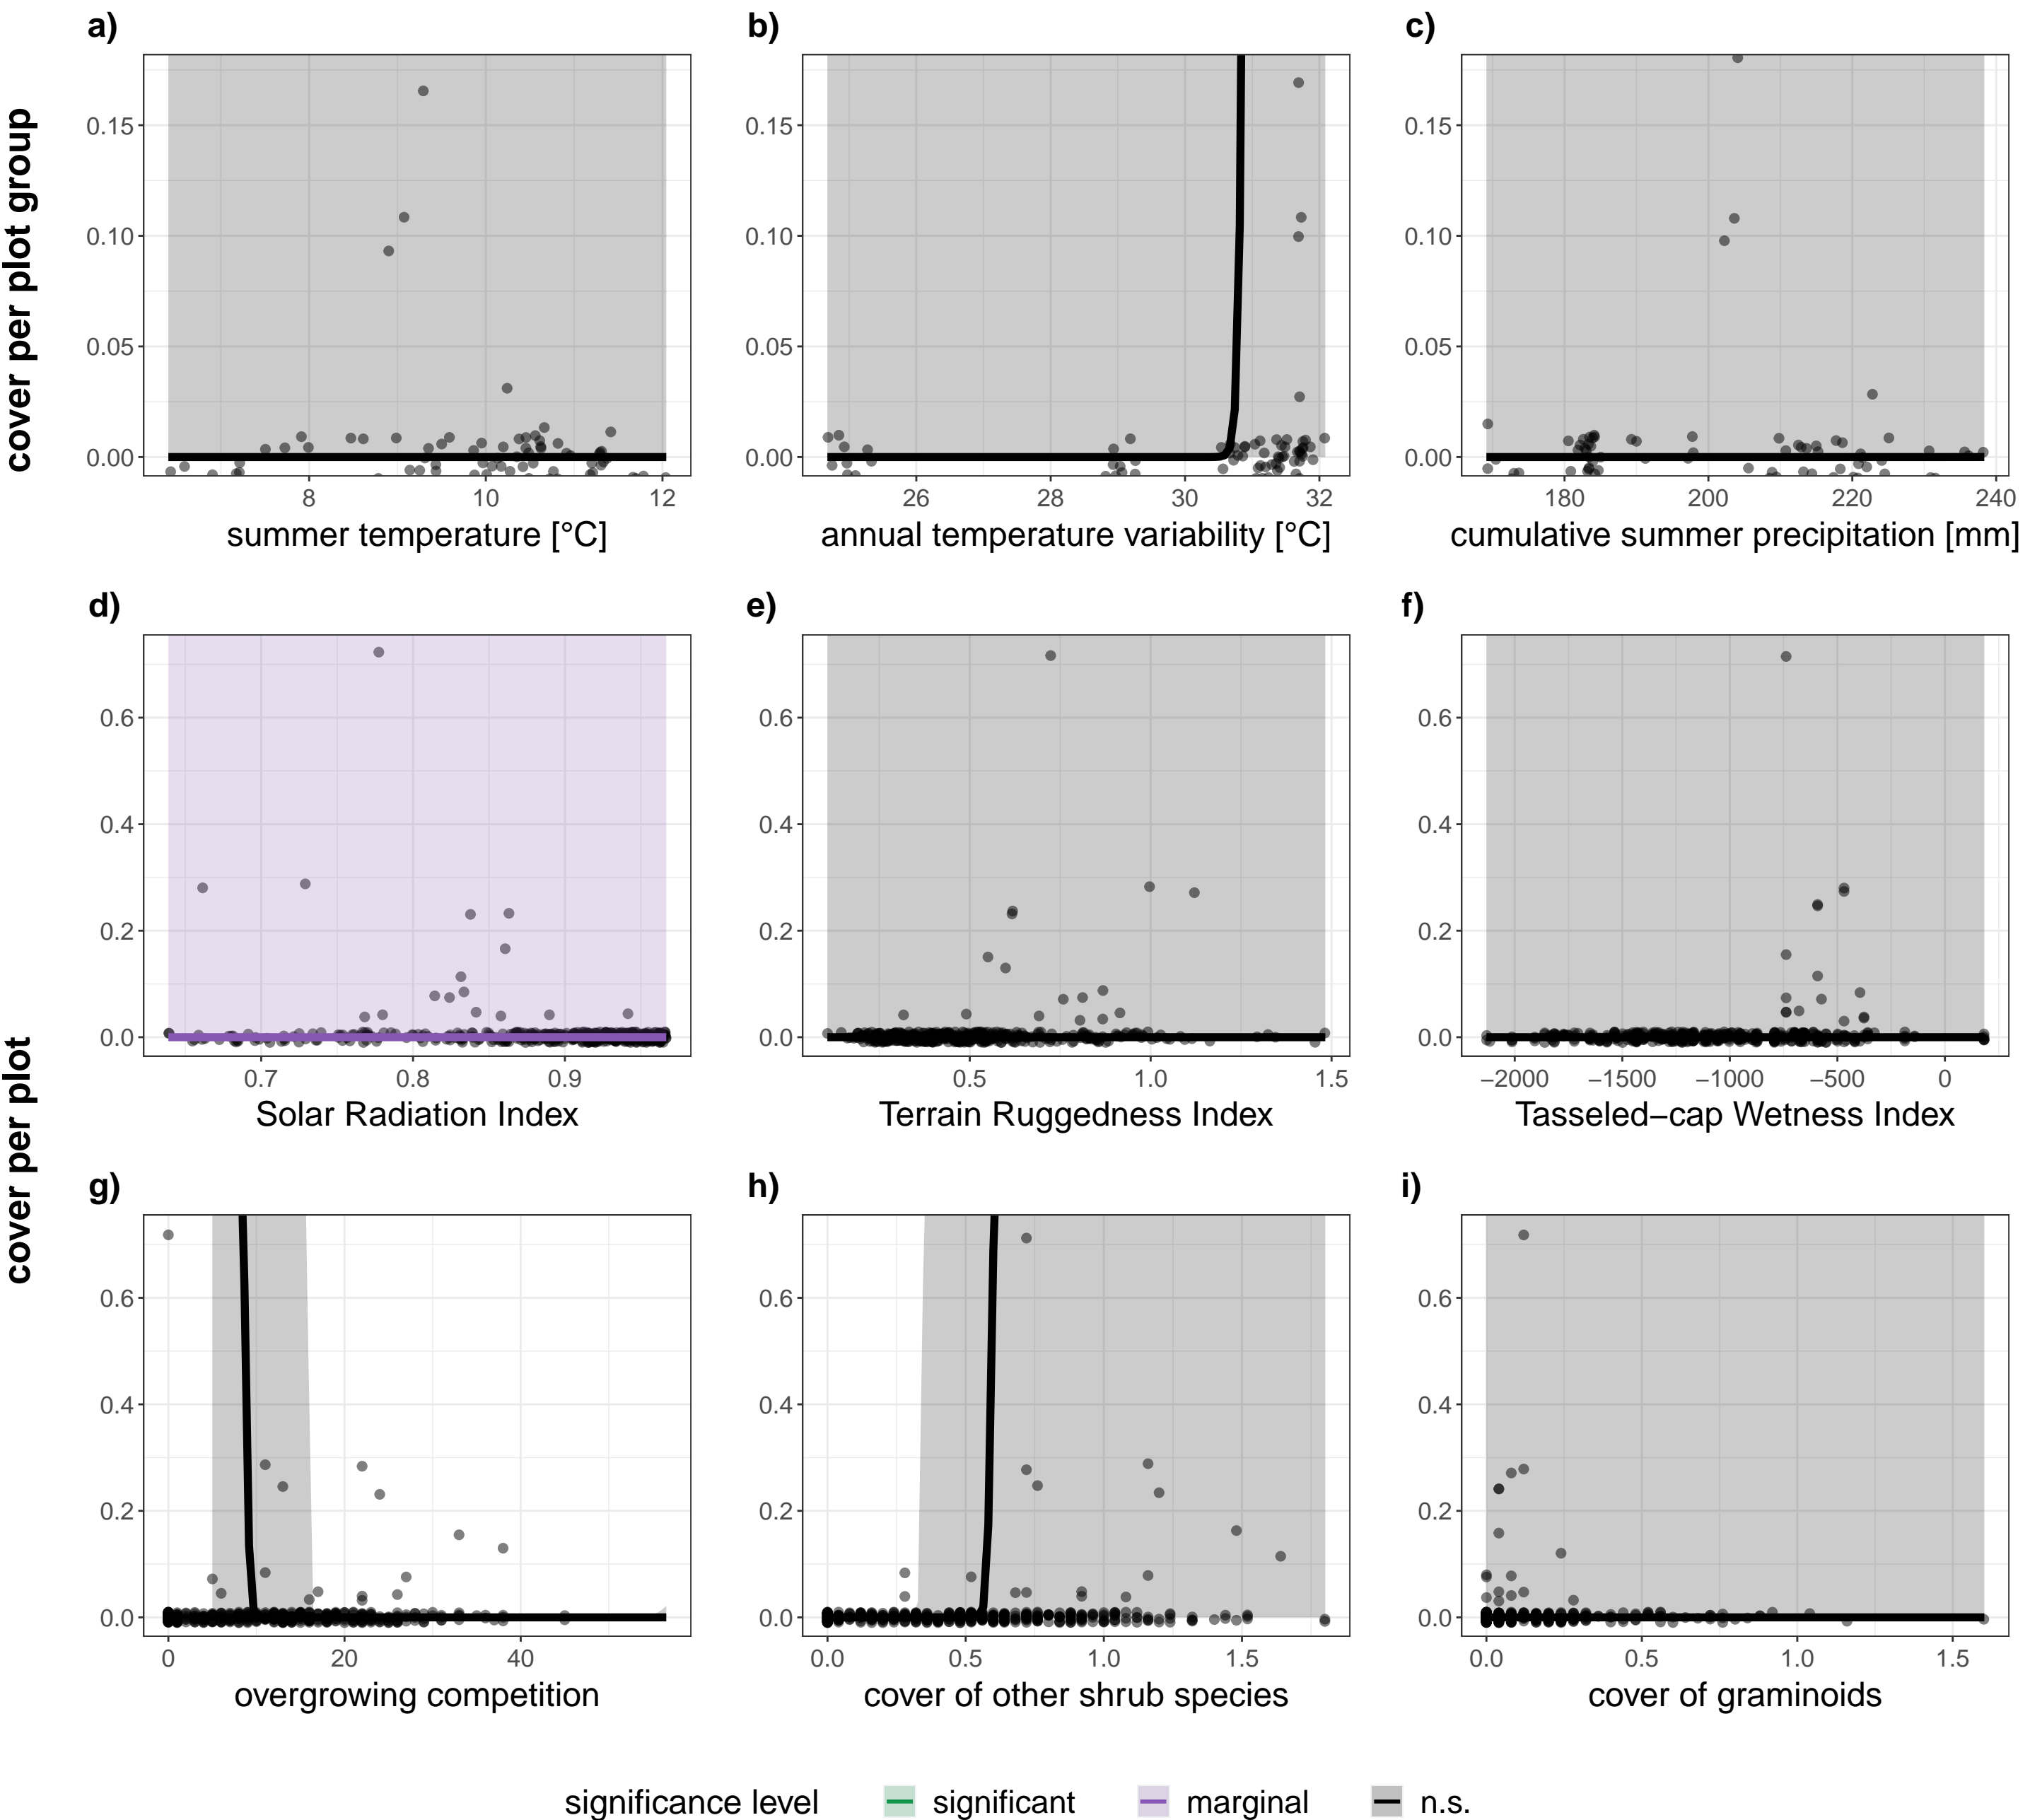 a)
b)
c)
cover per plot group
0.15
0.10
0.05
0.00
8
10
12
summer temperature [°C]
0.15
0.10
0.05
0.00
26
28
30
32
annual temperature variability [°C]
0.15
0.10
0.05
0.00
180
200
220
240
cumulative summer precipitation [mm]
d)
e)
f)
cover per plot
0.6
0.4
0.2
0.0
0.7
0.8
0.9
Solar Radiation Index
0.6
0.4
0.2
0.0
0.5
1.0
1.5
Terrain Ruggedness Index
0.6
0.4
0.2
0.0
−2000
−1500
−1000
−500
0
Tasseled−cap Wetness Index
g)
h)
i)
0.6
0.4
0.2
0.0
0
20
40
overgrowing competition
0.6
0.4
0.2
0.0
0.0
0.5
1.0
1.5
cover of other shrub species
0.6
0.4
0.2
0.0
0.0
0.5
1.0
1.5
cover of graminoids
significance level
significant
marginal
n.s.